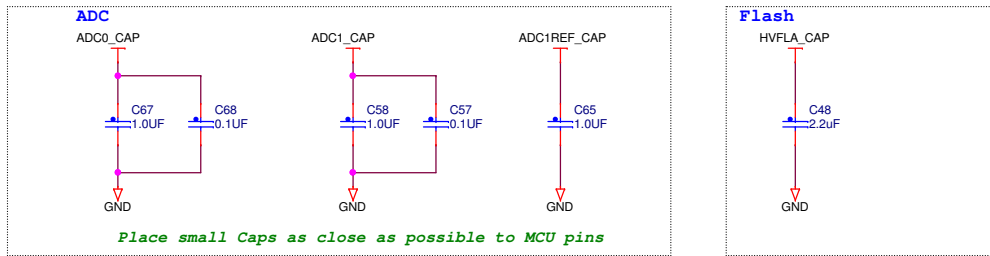 ADC
Flash
ADC0_CAP
ADC1_CAP
ADC1REF_CAP
HVFLA_CAP
C67
1.0UF
C68
0.1UF
C58
1.0UF
C57
0.1UF
C65
1.0UF
C48
2.2uF
GND
GND
GND
GND
Place small Caps as close as possible to MCU pins